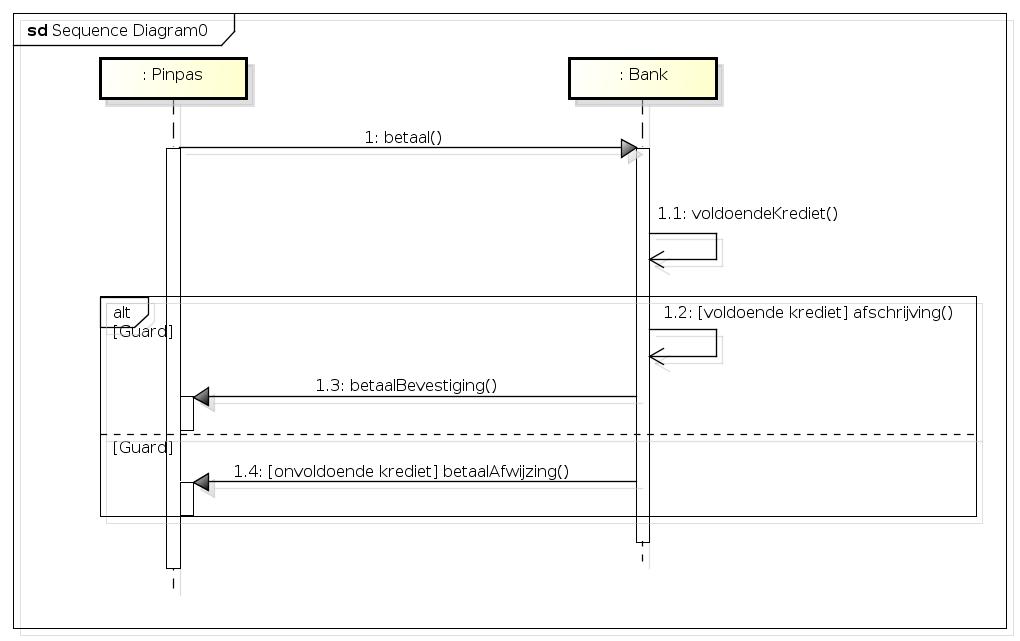 sd Sequence Diagram0
: Pinpas
: Bank
1: betaal()
1.1: voldoendeKrediet()
alt
1.2: [voldoende krediet] afschrijving()
[Guard]
1.3: betaalBevestiging()
[Guard]
1.4: [onvoldoende krediet] betaalAfwijzing()